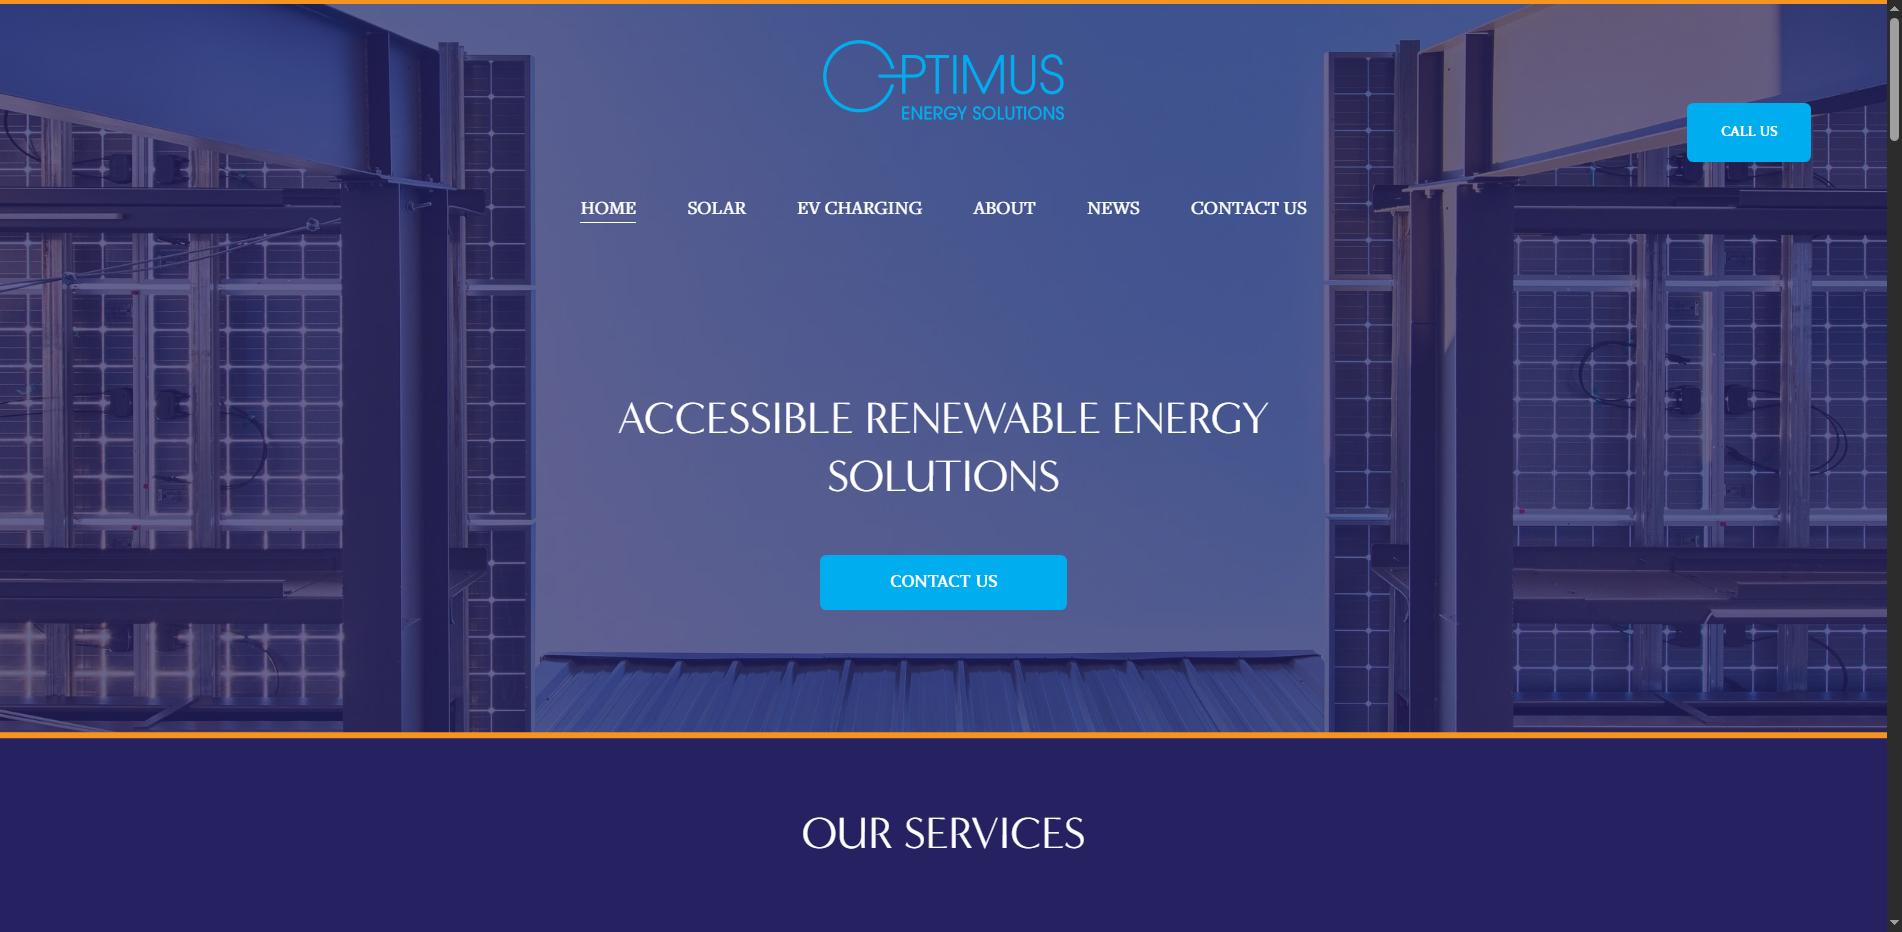 OPTIMUS
ENERGY SOLUTIONS
CALL US
HOME SOLAR EV CHARGING ABOUT NEWS CONTACT US
ACCESSIBLE RENEWABLE ENERGY
SOLUTIONS
CONTACT US
OUR SERVICES